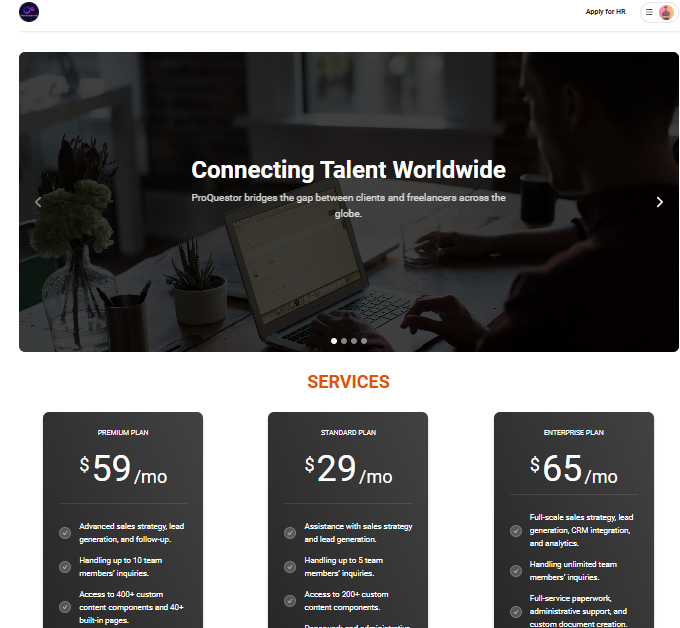 Apply for HR
Connecting Talent Worldwide
ProQuestor bridges the gap between clients and freelancers across the
globe.
SERVICES
PREMIUM PLAN
$59/mo
Advanced sales strategy, lead
generation, and follow-up.
Handling up to 10 team
members' inquiries.
Access to 400+ custom
content components and 40+
built-in pages.
STANDARD PLAN
$29/mo
Assistance with sales strategy
and lead generation.
Handling up to 5 team
members' inquiries.
Access to 200+ custom
content components.
Paperwork and administrative
ENTERPRISE PLAN
$65/mo
Full-scale sales strategy, lead
generation, CRM integration,
and analytics.
Handling unlimited team
members' inquiries.
Full-service paperwork,
administrative support, and
custom document creation.